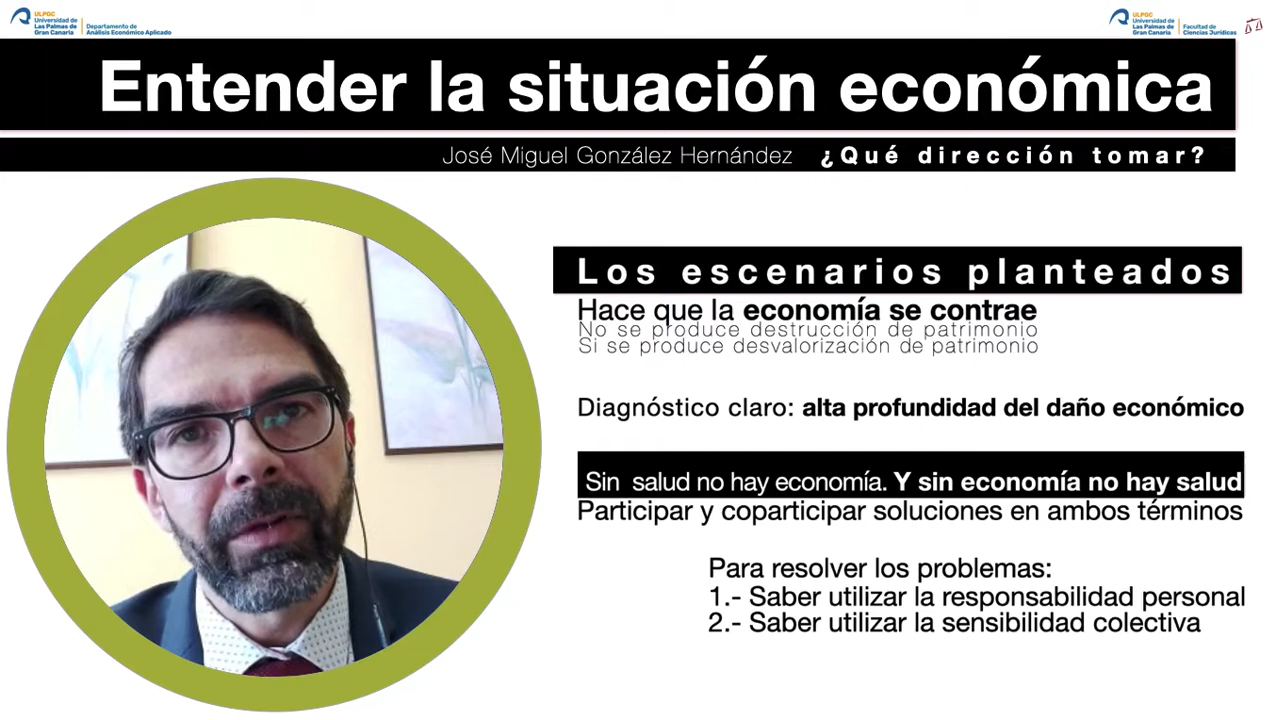 ULPGC
Universidad de
Las Palmas de
Gran Canaria
Departamento de
Análisis Económico Aplicado
ULPGC
Universidad de
Las Palmas de
Gran Canaria
Facultad de
Ciencias Jurídicas
Entender la situación económica
José Miguel González Hernández ¿Qué dirección tomar?
Los escenarios planteados
Hace que la economía se contrae
No se produce destrucción de patrimonio
Si se produce desvalorización de patrimonio
Diagnóstico claro: alta profundidad del daño económico
Sin salud no hay economía. Y sin economía no hay salud
Participar y coparticipar soluciones en ambos términos
Para resolver los problemas:
1.- Saber utilizar la responsabilidad personal
2.- Saber utilizar la sensibilidad colectiva